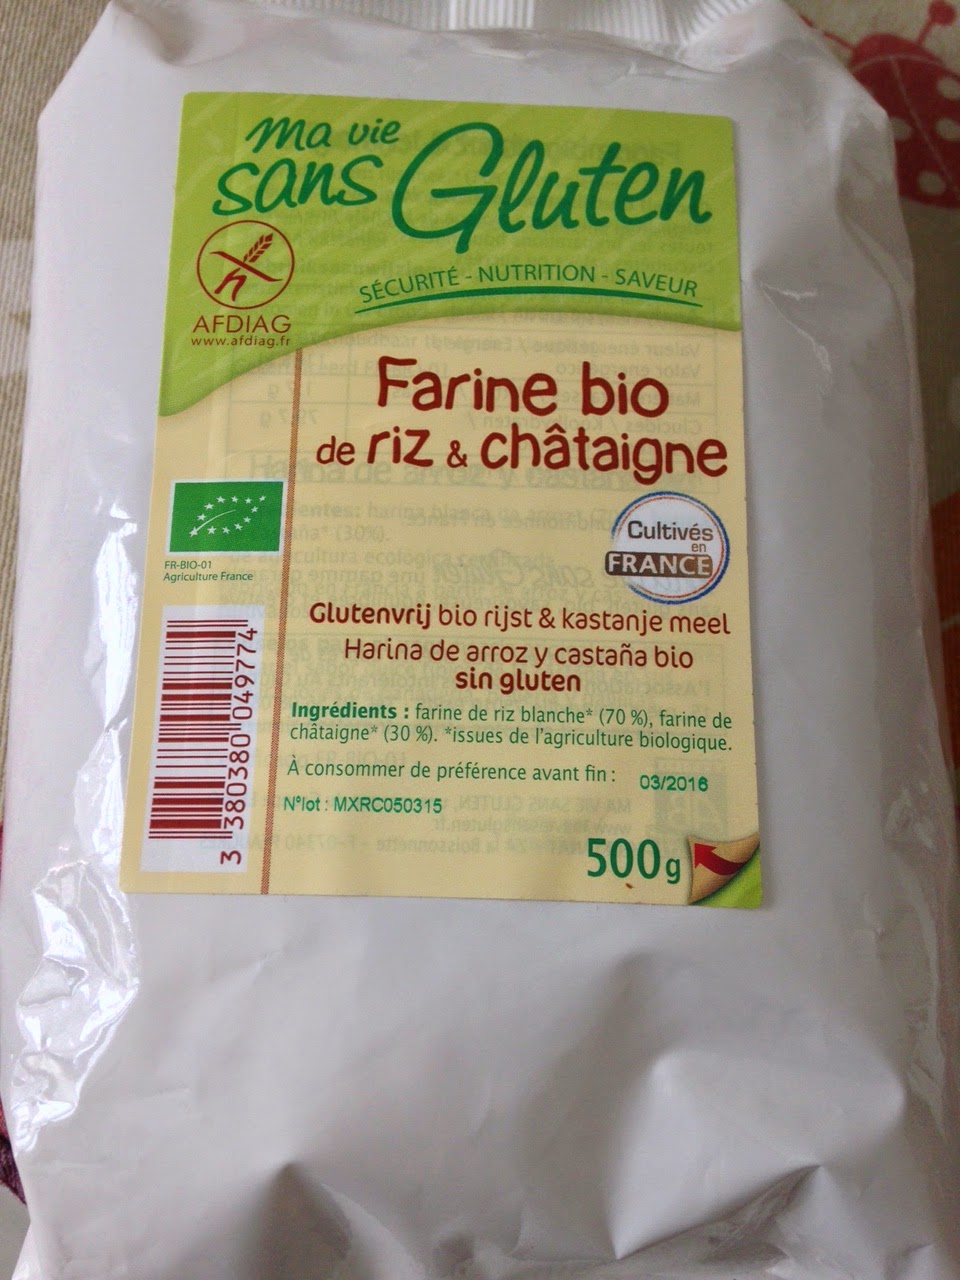 Ma vie
sans Gluten
SÉCURITÉ - NUTRITION - SAVEUR
AFDIAG
www.afdiag.fr
Farine bio
de riz & châtaigne
Cultivés
en
FRANCE
FR-BIO-01
Agriculture France
Glutenvrij bio rijst & kastanje meel
Harina de arroz y castaña bio
sin gluten
Ingrédients : farine de riz blanche* (70 %), farine de
châtaigne* (30 %). *issues de l'agriculture biologique.
À consommer de préférence avant fin : 03/2016
N°lot : MXRC050315
3 380380 049774
500g